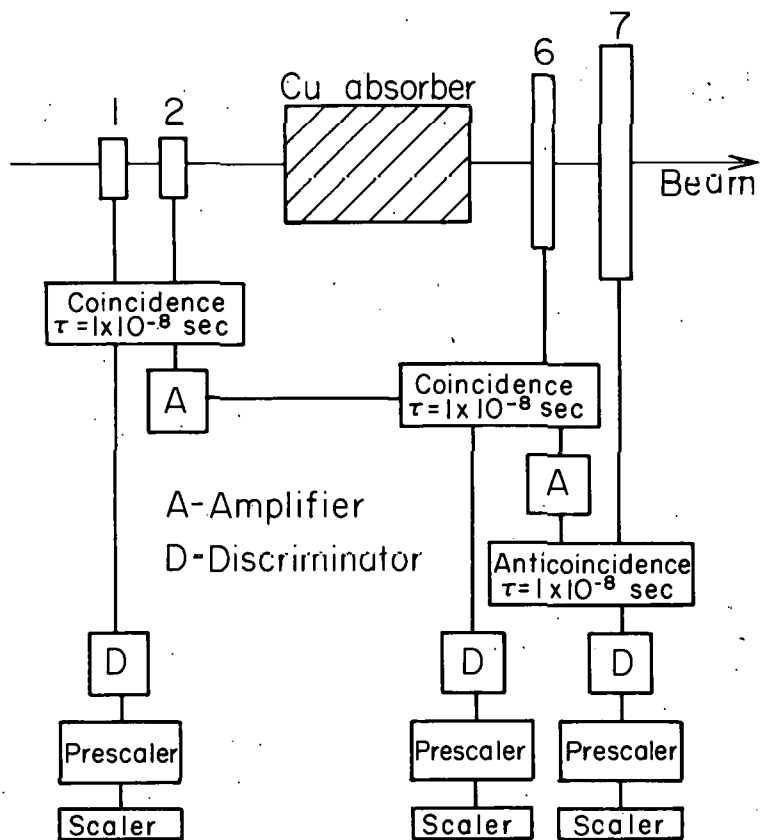 7
6
Cu absorber
1
2
Beam
Coincidence
τ = 1x10⁻⁸ sec
A
Coincidence
τ = 1x10⁻⁸ sec
A
A-Amplifier
D-Discriminator
Anticoincidence
τ = 1x10⁻⁸ sec
D
D
D
Prescaler
Prescaler
Prescaler
Scaler
Scaler
Scaler